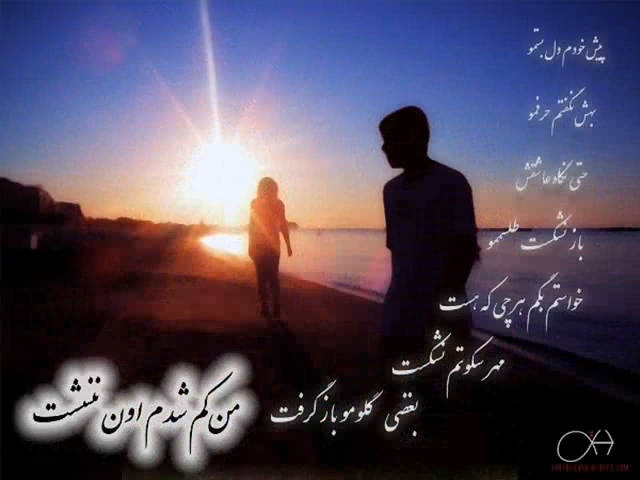 پیش خودم دل بستمو
بهش نگفتم حرفمو
حتی نگاه عاشقش
باز نشکست طلسممو
خواستم بگم هرچی که هست
مهر سکوتم نشکست
بغضی گلومو باز گرفت
من کم شدم اون ننشست